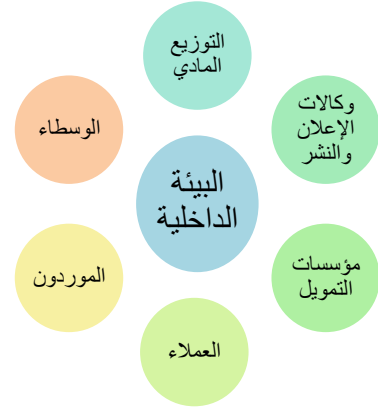 التوزيع
المادي
وكالات
الإعلان
والنشر
مؤسسات
التمويل
العملاء
الموردون
الوسطاء
البيئة
الداخلية